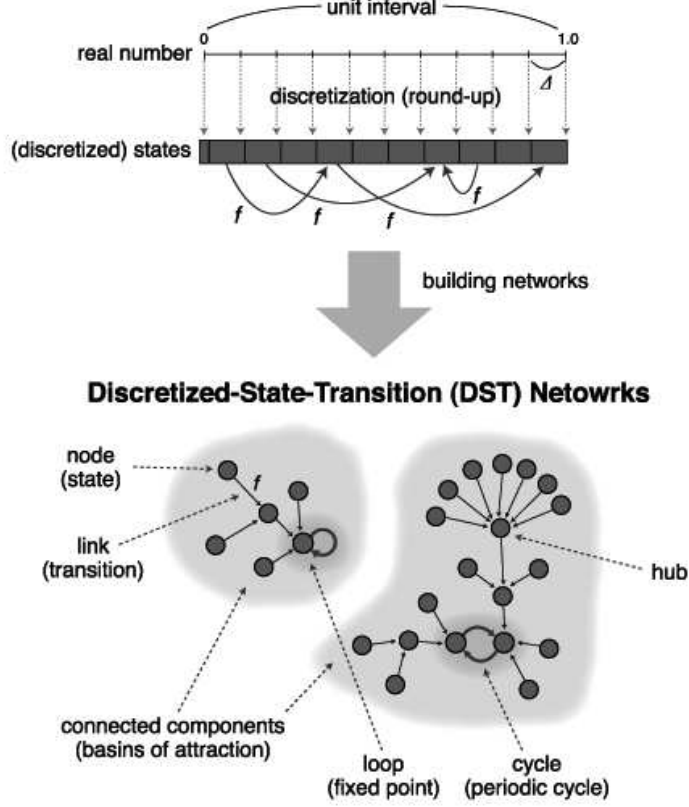 unit interval
0
1.0
real number
Δ
discretization (round-up)
(discretized) states
f
f
f
f
building networks
Discretized-State-Transition (DST) Netowrks
node
(state)
f
link
(transition)
hub
connected components
(basins of attraction)
loop
(fixed point)
cycle
(periodic cycle)